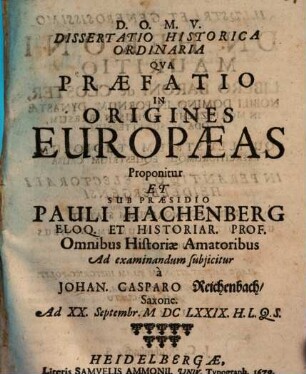 D. O. M. V.
DISSERTATIO HISTORICA
ORDINARIA
QVA
PRÆFATIO
IN
ORIGINES
EUROPÆAS
Proponitur
ET
SUB PRÆSIDIO
PAULI HACHENBERG
ELOQ. ET HISTORIAR. PROF.
Omnibus Historiæ Amatoribus
Ad examinandum subjicitur
à
JOHAN. CASPARO Reichenbach/
Saxone.
Ad XX. Septembr. M DC LXXIX. H. L. Q. S.
HEIDELBERGÆ,
Literis SAMVELIS AMMONII, UNIV. Typograph. 1679.